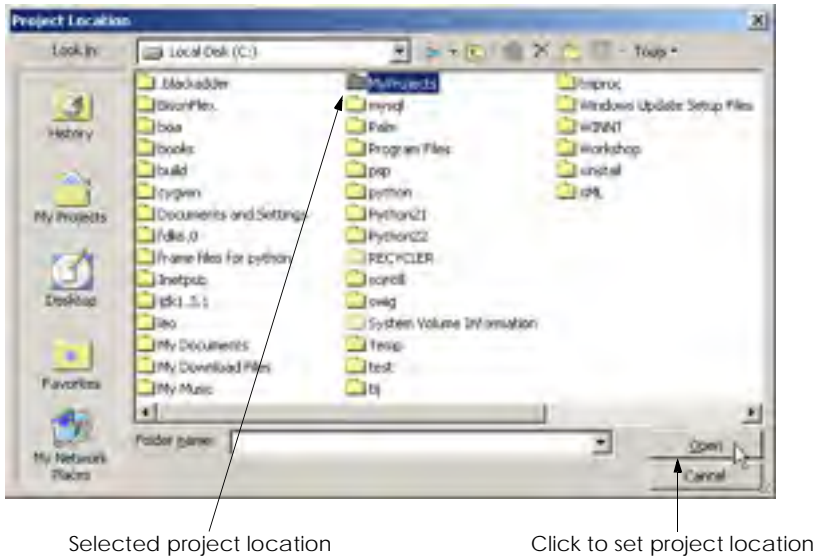 Project Location
Look in: Local Disk (C:) Tools
History
My Projects
Desktop
Favorites
My Network Places
.blackadder
BisonFlex
boa
books
build
cygwin
Documents and Settings
fdk6.0
frame files for python
Inetpub
jdk1.3.1
leo
My Documents
My Download Files
My Music
MyProjects
mysql
Palm
Program Files
psp
python
Python21
Python22
RECYCLER
scroll
swig
System Volume Information
Temp
test
tij
Windows Update Setup Files
WINNT
Workshop
xinstall
XML
Folder name:
Open
Cancel
Selected project location
Click to set project location